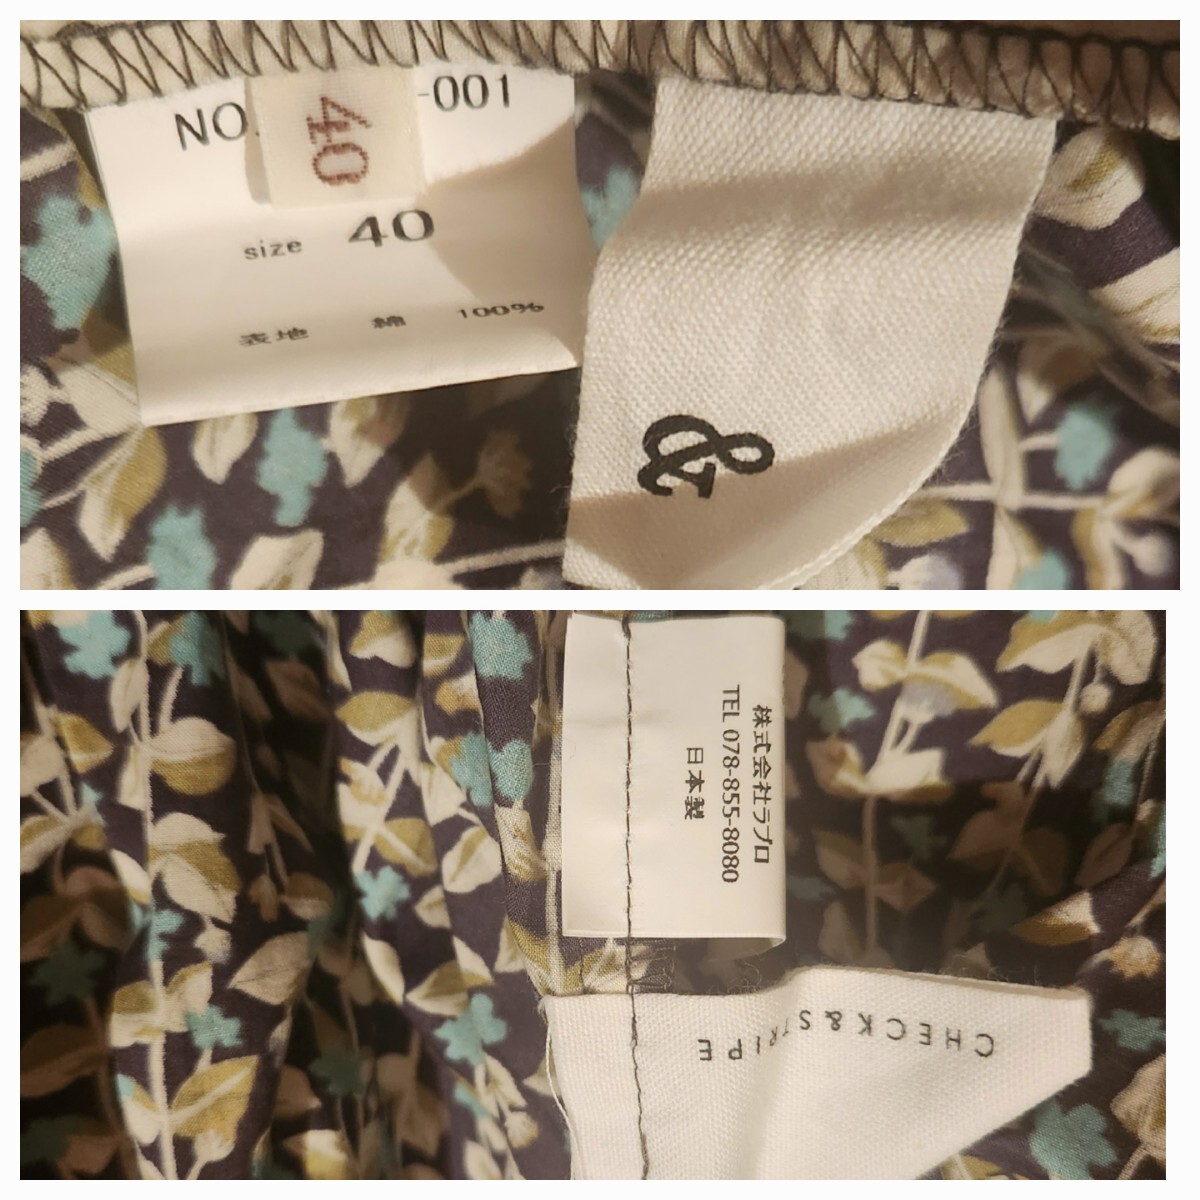 NO. -001
40
size 40
表地 綿 100%
&
株式会社ラブロ
TEL 078-855-8080
日本製
CHECK&STRIPE